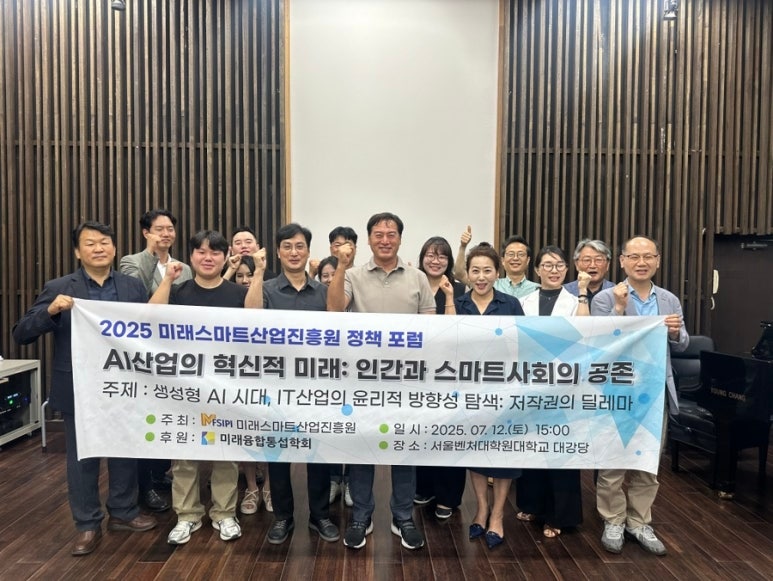 2025 미래스마트산업진흥원 정책 포럼
AI산업의 혁신적 미래: 인간과 스마트사회의 공존
주제 : 생성형 AI 시대, IT산업의 윤리적 방향성 탐색: 저작권의 딜레마
주최 : MFSIPI 미래스마트산업진흥원
후원 : 미래융합통섭학회
일시 : 2025. 07. 12.(토) 15:00
장소 : 서울벤처대학원대학교 대강당
YOUNG CHANG